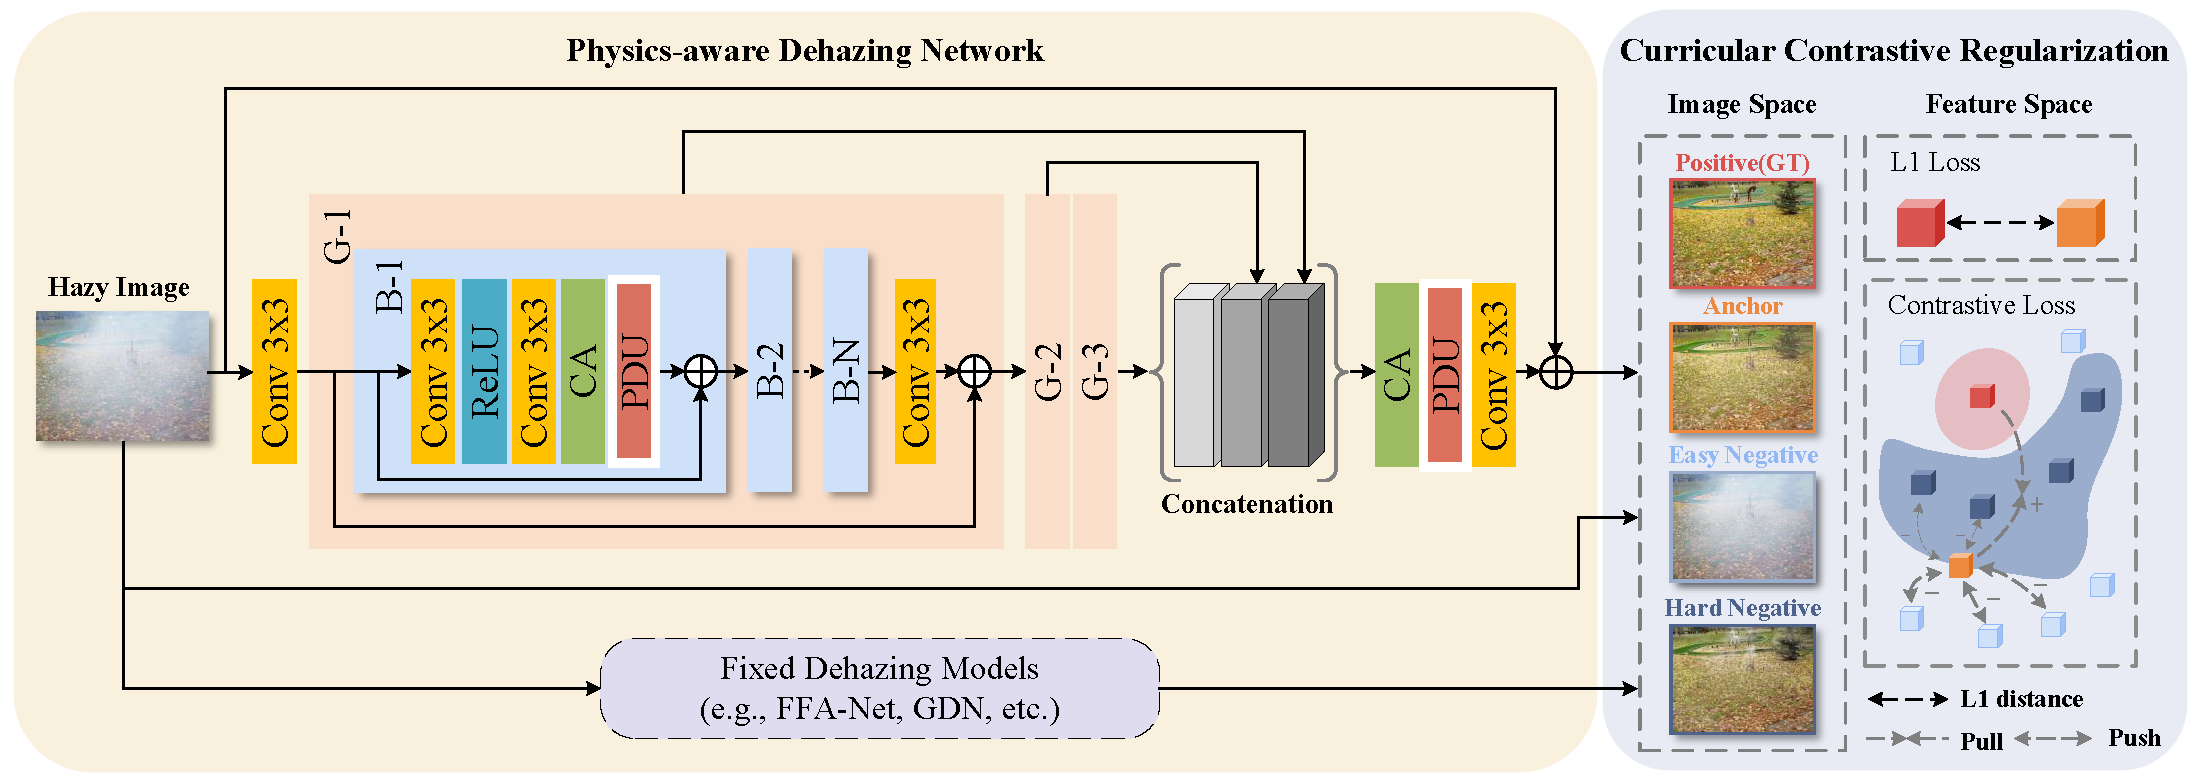 Physics-aware Dehazing Network
Hazy Image
Conv 3x3
G-1
B-1
Conv 3x3
ReLU
Conv 3x3
CA
PDU
B-2
B-N
Conv 3x3
G-2
G-3
Concatenation
CA
PDU
Conv 3x3
Fixed Dehazing Models
(e.g., FFA-Net, GDN, etc.)
Curricular Contrastive Regularization
Image Space
Positive(GT)
Anchor
Easy Negative
Hard Negative
Feature Space
L1 Loss
Contrastive Loss
+
−
−
−
−
−
L1 distance
Pull
Push